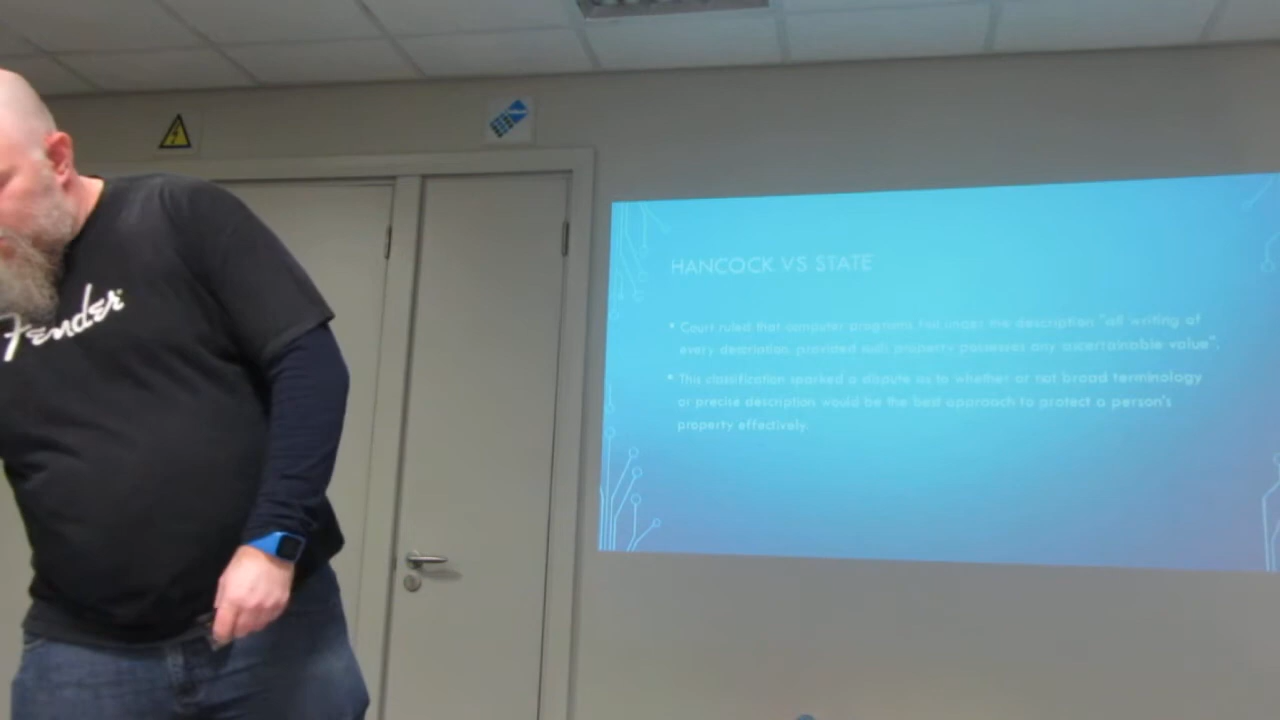 Fender
HANCOCK VS STATE
• Court ruled that computer programs fall under the description "all writing of
every description, provided such property possesses any ascertainable value".
• This classification sparked a dispute as to whether or not broad terminology
or precise description would be the best approach to protect a person's
property effectively.